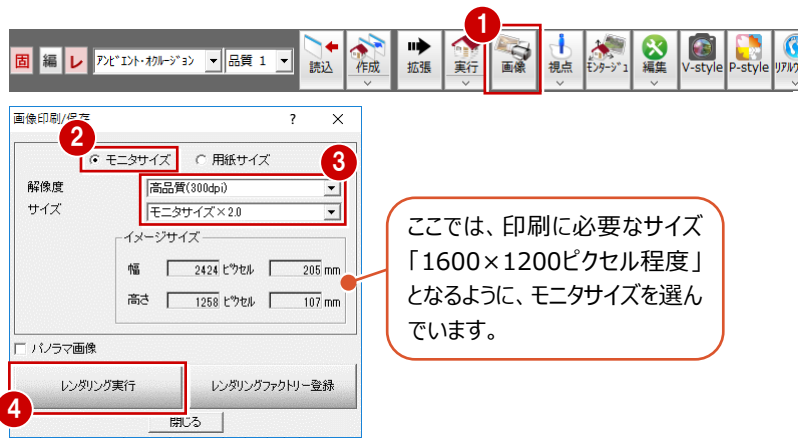 1
固 編 レ ｱﾝﾋﾞｴﾝﾄ･ｵｸﾙｰｼﾞｮﾝ 品質 1 読込 作成 拡張 実行 画像 視点 ﾓﾝﾀｰｼﾞｭ 編集 V-style P-style
画像印刷/保存 ? ×
2
モニタサイズ 用紙サイズ
3
解像度 高品質(300dpi)
サイズ モニタサイズ×2.0
イメージサイズ
幅 2424 ﾋﾟｸｾﾙ 205 mm
高さ 1258 ﾋﾟｸｾﾙ 107 mm
パノラマ画像
レンダリング実行 レンダリングファクトリー登録
4
閉じる
ここでは、印刷に必要なサイズ
「1600×1200ピクセル程度」
となるように、モニタサイズを選ん
でいます。